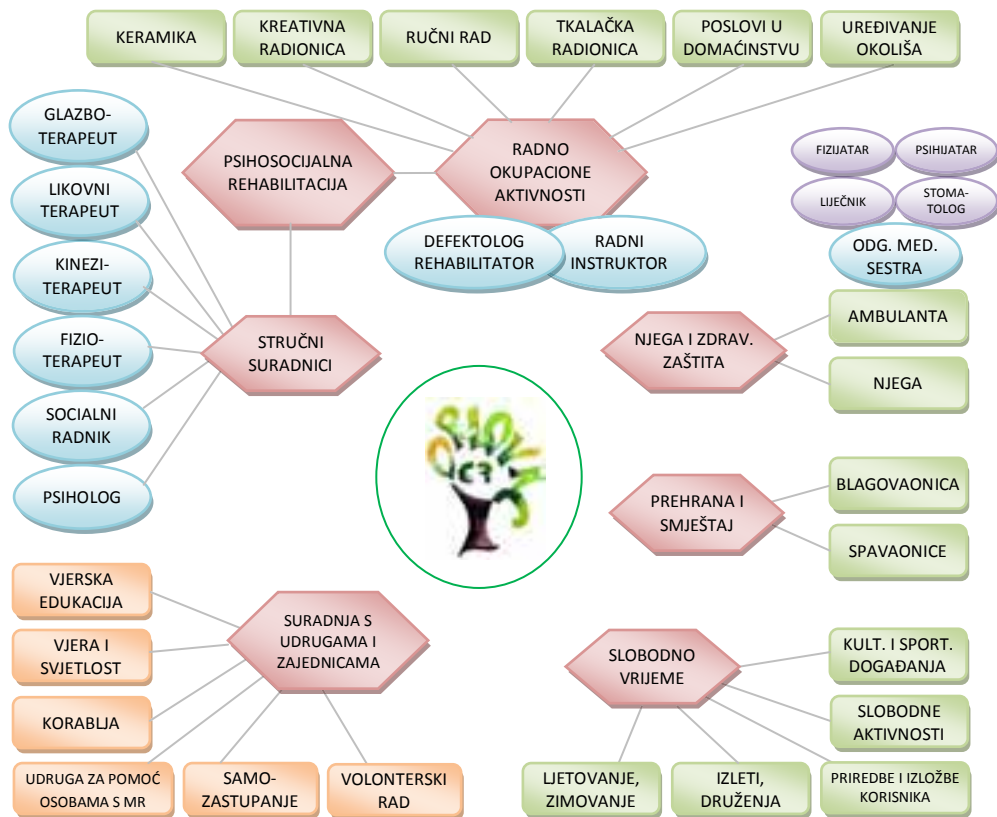 KERAMIKA
KREATIVNA
RADIONICA
RUČNI RAD
TKALAČKA
RADIONICA
POSLOVI U
DOMAĆINSTVU
UREĐIVANJE
OKOLIŠA
GLAZBO-
TERAPEUT
LIKOVNI
TERAPEUT
KINEZI-
TERAPEUT
FIZIO-
TERAPEUT
SOCIALNI
RADNIK
PSIHOLOG
PSIHOSOCIJALNA
REHABILITACIJA
RADNO
OKUPACIONE
AKTIVNOSTI
DEFEKTOLOG
REHABILITATOR
RADNI
INSTRUKTOR
STRUČNI
SURADNICI
FIZIJATAR
PSIHIJATAR
LIJEČNIK
STOMA-
TOLOG
ODG. MED.
SESTRA
NJEGA I ZDRAV.
ZAŠTITA
AMBULANTA
NJEGA
PREHRANA I
SMJEŠTAJ
BLAGOVAONICA
SPAVAONICE
VJERSKA
EDUKACIJA
VJERA I
SVJETLOST
KORABLJA
UDRUGA ZA POMOĆ
OSOBAMA S MR
SAMO-
ZASTUPANJE
VOLONTERSKI
RAD
SURADNJA S
UDRUGAMA I
ZAJEDNICAMA
SLOBODNO
VRIJEME
KULT. I SPORT.
DOGAĐANJA
SLOBODNE
AKTIVNOSTI
LJETOVANJE,
ZIMOVANJE
IZLETI,
DRUŽENJA
PRIREDBE I IZLOŽBE
KORISNIKA